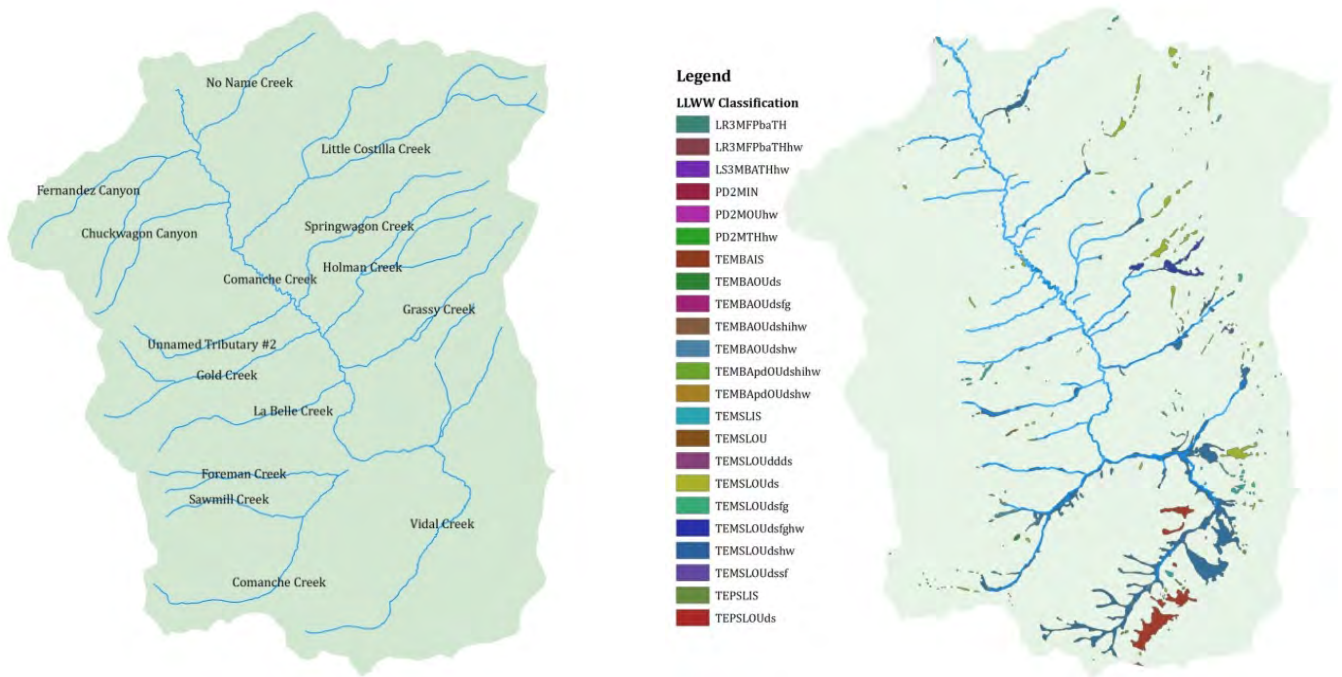 No Name Creek
Little Costilla Creek
Fernandez Canyon
Springwagon Creek
Chuckwagon Canyon
Holman Creek
Comanche Creek
Grassy Creek
Unnamed Tributary #2
Gold Creek
La Belle Creek
Foreman Creek
Sawmill Creek
Vidal Creek
Comanche Creek
Legend
LLWW Classification
LR3MFPbaTH
LR3MFPbaTHhw
LS3MBATHhw
PD2MIN
PD2MOUhw
PD2MTHhw
TEMBAIS
TEMBAOUds
TEMBAOUdsfg
TEMBAOUdshihw
TEMBAOUdshw
TEMBApdOUdshihw
TEMBApdOUdshw
TEMSLIS
TEMSLOU
TEMSLOUddds
TEMSLOUds
TEMSLOUdsfg
TEMSLOUdsfghw
TEMSLOUdshw
TEMSLOUdssf
TEPSLIS
TEPSLOUds